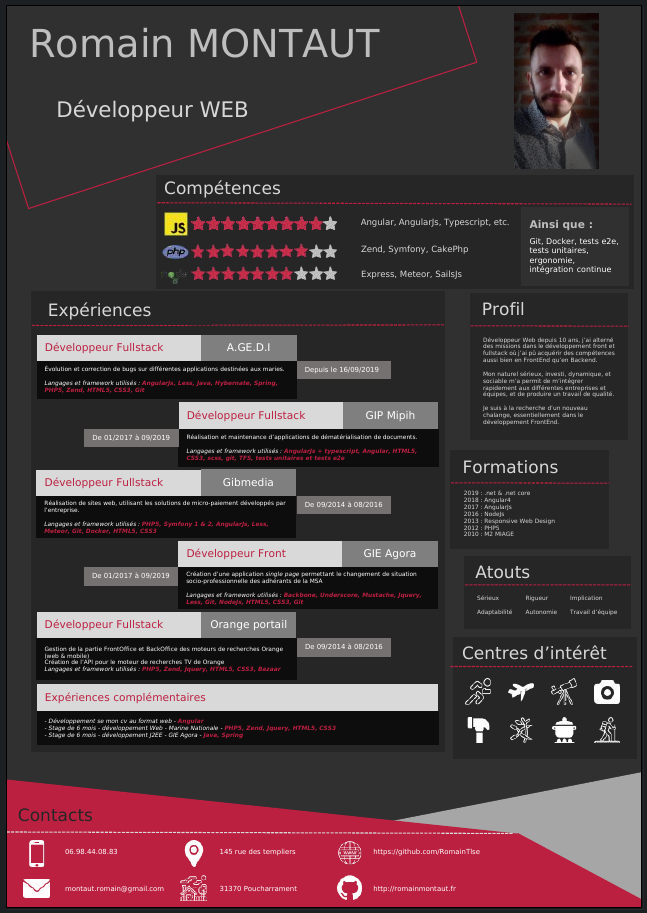 Romain MONTAUT
Développeur WEB
Compétences
JS
Angular, AngularJs, Typescript, etc.
php
Zend, Symfony, CakePhp
Express, Meteor, SailsJs
Ainsi que :
Git, Docker, tests e2e,
tests unitaires,
ergonomie,
intégration continue
Expériences
Développeur Fullstack
A.GE.D.I
Depuis le 16/09/2019
Évolution et correction de bugs sur différentes applications destinées aux maries.
Langages et framework utilisés : AngularJs, Less, Java, Hybernate, Spring,
PHP5, Zend, HTML5, CSS3, Git
Développeur Fullstack
GIP Mipih
De 01/2017 à 09/2019
Réalisation et maintenance d'applications de dématérialisation de documents.
Langages et framework utilisés : AngularJs + typescript, Angular, HTML5,
CSS3, scss, git, TFS, tests unitaires et tests e2e
Développeur Fullstack
Gibmedia
De 09/2014 à 08/2016
Réalisation de sites web, utilisant les solutions de micro-paiement développés par
l'entreprise.
Langages et framework utilisés : PHP5, Symfony 1 & 2, AngularJs, Less,
Meteor, Git, Docker, HTML5, CSS3
Développeur Front
GIE Agora
De 01/2017 à 09/2019
Création d'une application single page permettant le changement de situation
socio-professionnelle des adhérants de la MSA
Langages et framework utilisés : Backbone, Underscore, Mustache, Jquery,
Less, Git, NodeJs, HTML5, CSS3, Git
Développeur Fullstack
Orange portail
De 09/2014 à 08/2016
Gestion de la partie FrontOffice et BackOffice des moteurs de recherches Orange
(web & mobile)
Création de l'API pour le moteur de recherches TV de Orange
Langages et framework utilisés : PHP5, Zend, Jquery, HTML5, CSS3, Bazaar
Expériences complémentaires
- Développement se mon cv au format web - Angular
- Stage de 6 mois - développement Web - Marine Nationale - PHP5, Zend, Jquery, HTML5, CSS3
- Stage de 6 mois - développement J2EE - GIE Agora - Java, Spring
Profil
Développeur Web depuis 10 ans, j'ai alterné
des missions dans le développement front et
fullstack où j'ai pû acquérir des compétences
aussi bien en FrontEnd qu'en Backend.
Mon naturel sérieux, investi, dynamique, et
sociable m'a permit de m'intégrer
rapidement aux différentes entreprises et
équipes, et de produire un travail de qualité.
Je suis à la recherche d'un nouveau
chalange, essentiellement dans le
développement FrontEnd.
Formations
2019 : .net & .net core
2018 : Angular4
2017 : AngularJs
2016 : NodeJs
2013 : Responsive Web Design
2012 : PHP5
2010 : M2 MIAGE
Atouts
Sérieux Rigueur Implication
Adaptabilité Autonomie Travail d'équipe
Centres d'intérêt
Contacts
06.98.44.08.83
145 rue des templiers
www
https://github.com/RomainTlse
montaut.romain@gmail.com
31370 Poucharrament
http://romainmontaut.fr